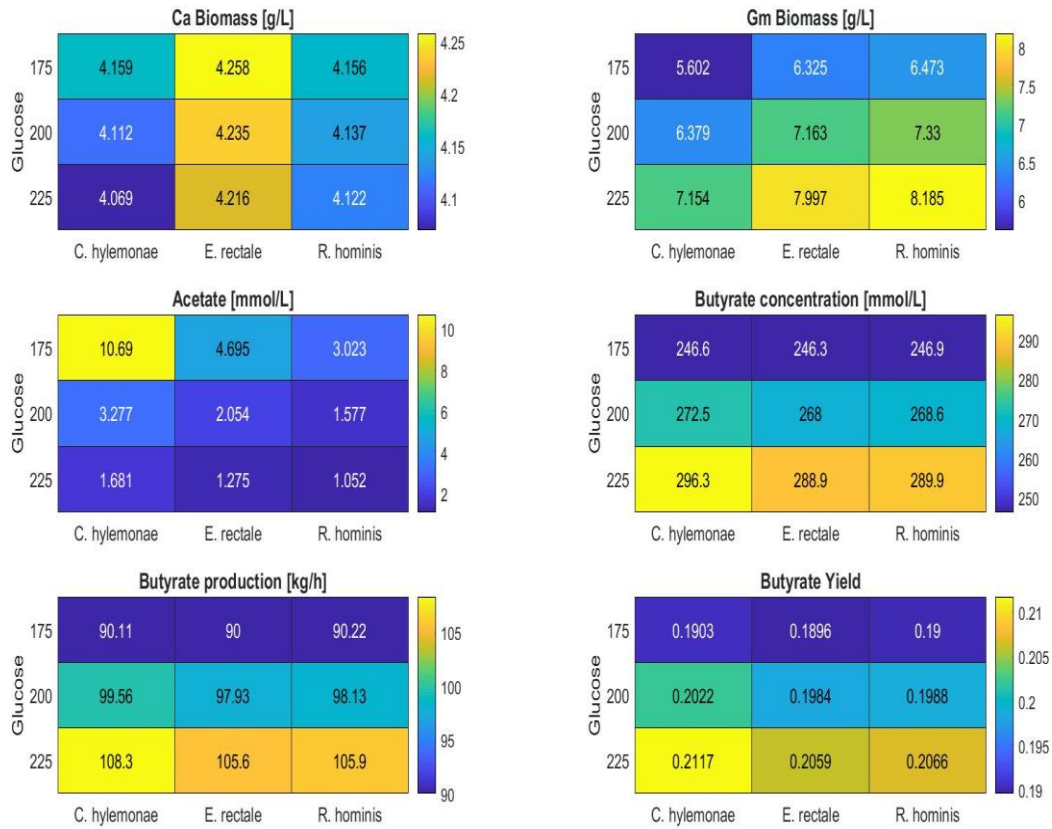 Ca Biomass [g/L]
Glucose
175 4.159 4.258 4.156
200 4.112 4.235 4.137
225 4.069 4.216 4.122
C. hylemonae E. rectale R. hominis
4.25
4.2
4.15
4.1
Gm Biomass [g/L]
Glucose
175 5.602 6.325 6.473
200 6.379 7.163 7.33
225 7.154 7.997 8.185
C. hylemonae E. rectale R. hominis
8
7.5
7
6.5
6
Acetate [mmol/L]
Glucose
175 10.69 4.695 3.023
200 3.277 2.054 1.577
225 1.681 1.275 1.052
C. hylemonae E. rectale R. hominis
10
8
6
4
2
Butyrate concentration [mmol/L]
Glucose
175 246.6 246.3 246.9
200 272.5 268 268.6
225 296.3 288.9 289.9
C. hylemonae E. rectale R. hominis
290
280
270
260
250
Butyrate production [kg/h]
Glucose
175 90.11 90 90.22
200 99.56 97.93 98.13
225 108.3 105.6 105.9
C. hylemonae E. rectale R. hominis
105
100
95
90
Butyrate Yield
Glucose
175 0.1903 0.1896 0.19
200 0.2022 0.1984 0.1988
225 0.2117 0.2059 0.2066
C. hylemonae E. rectale R. hominis
0.21
0.205
0.2
0.195
0.19